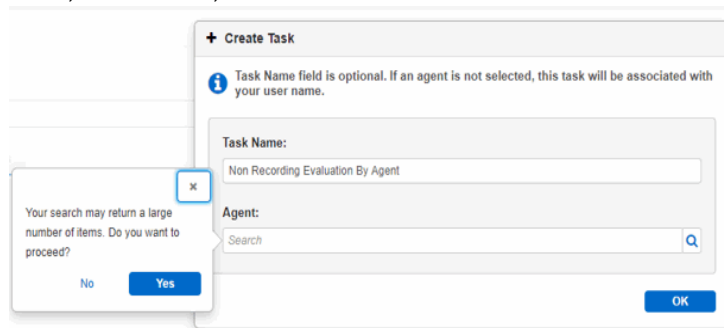 + Create Task
Task Name field is optional. If an agent is not selected, this task will be associated with
your user name.
Task Name:
Non Recording Evaluation By Agent
Agent:
Search
OK
×
Your search may return a large
number of items. Do you want to
proceed?
No Yes